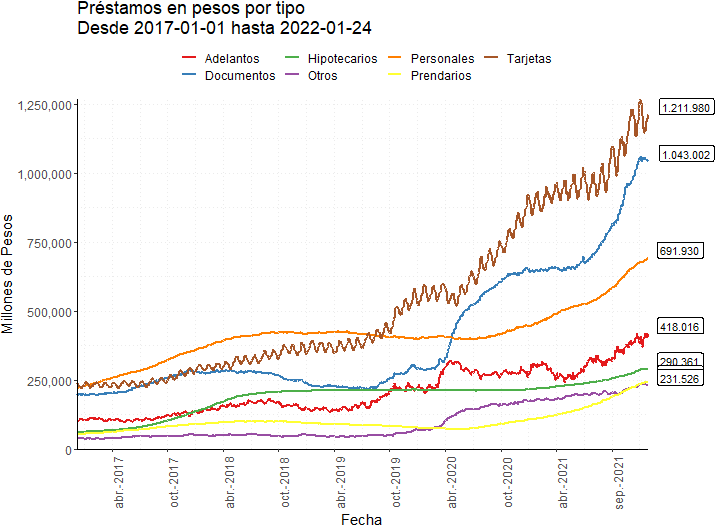 Préstamos en pesos por tipo
Desde 2017-01-01 hasta 2022-01-24
Adelantos Hipotecarios Personales Tarjetas
Documentos Otros Prendarios
Millones de Pesos
1,250,000
1,000,000
750,000
500,000
250,000
0
1.211.980
1.043.002
691.930
418.016
290.361
231.526
abr.-2017
oct.-2017
abr.-2018
oct.-2018
abr.-2019
oct.-2019
abr.-2020
oct.-2020
abr.-2021
sep.-2021
Fecha